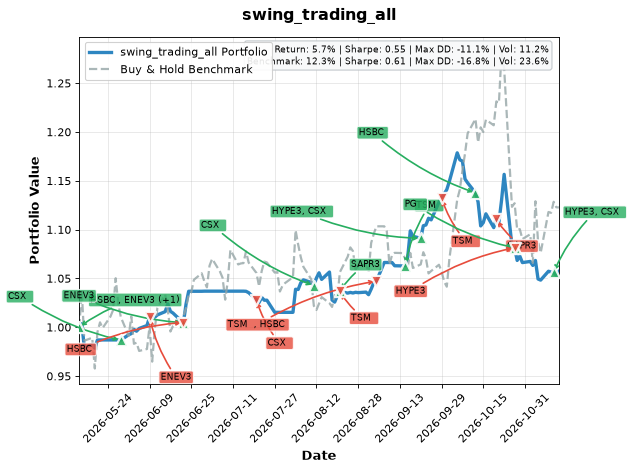 swing_trading_all
swing_trading_all Portfolio
Buy & Hold Benchmark
Return: 5.7% | Sharpe: 0.55 | Max DD: -11.1% | Vol: 11.2%
12.3% | Sharpe: 0.61 | Max DD: -16.8% | Vol: 23.6%
1.25
1.20
1.15
1.10
1.05
1.00
0.95
Portfolio Value
HSBC
PG
HYPE3, CSX
HYPE3, CSX
CSX
TSM
SAPR3
HYPE3
CSX
ENEV3
ENEV3 (+1)
TSM
HSBC
TSM
HSBC
CSX
ENEV3
2026-05-24
2026-06-09
2026-06-25
2026-07-11
2026-07-27
2026-08-12
2026-08-28
2026-09-13
2026-09-29
2026-10-15
2026-10-31
Date